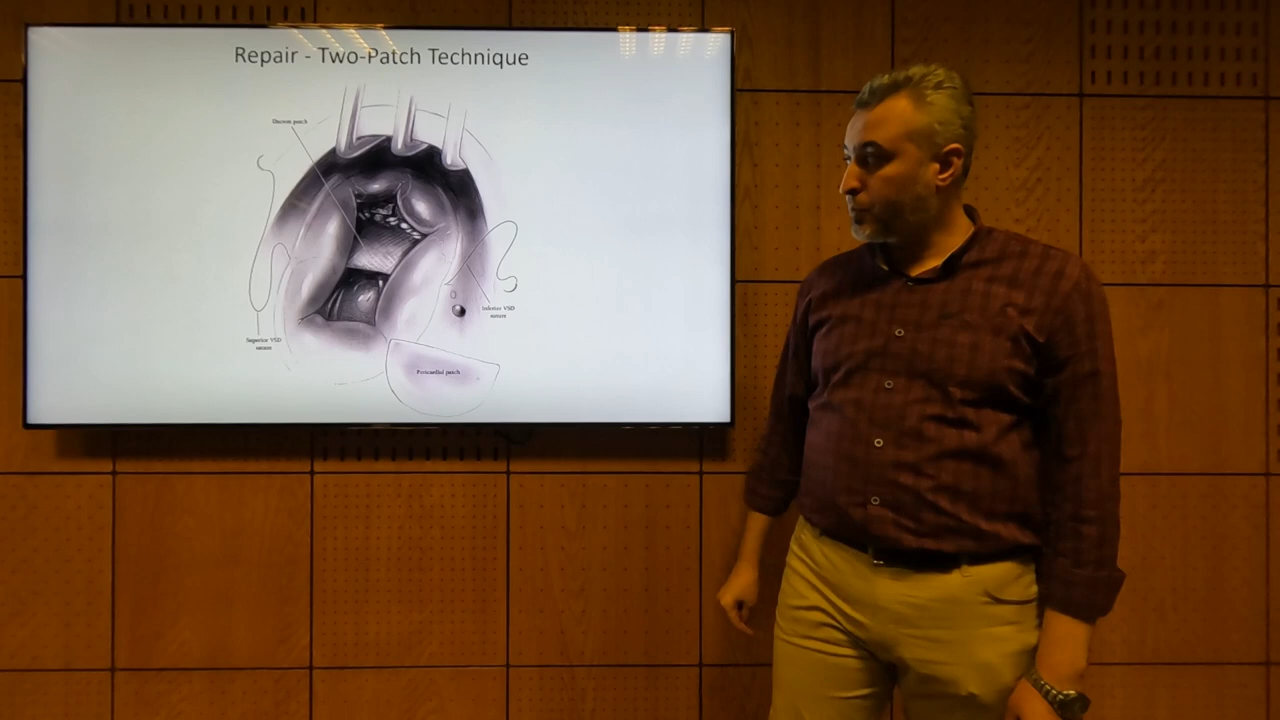 Repair - Two-Patch Technique
Dacron patch
Inferior VSD
suture
Superior VSD
suture
Pericardial patch